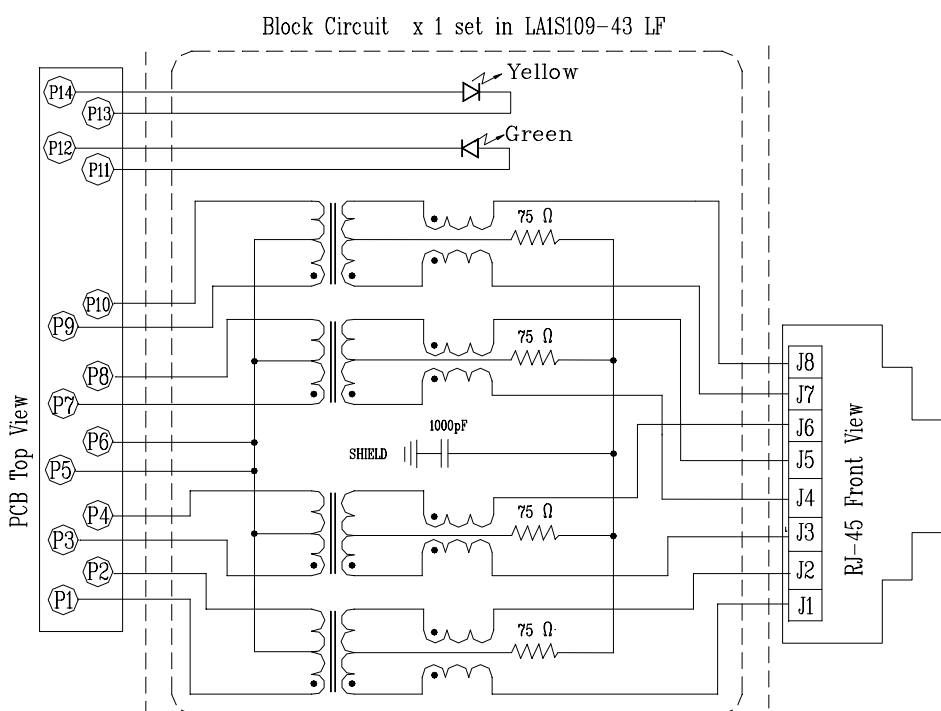 Block Circuit x 1 set in LA1S109-43 LF
P14
Yellow
P13
P12
Green
P11
75 Ω
P10
P9
75 Ω
P8
P7
P6
1000pF
SHIELD
P5
P4
75 Ω
P3
P2
P1
75 Ω
PCB Top View
J8
J7
J6
J5
J4
J3
J2
J1
RJ-45 Front View